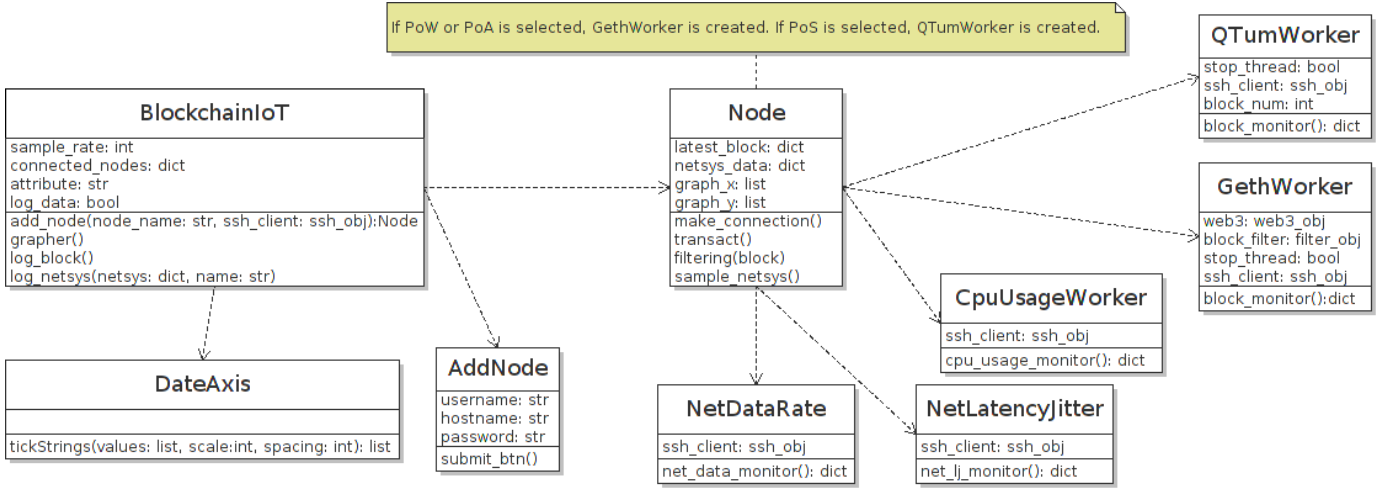 If PoW or PoA is selected, GethWorker is created. If PoS is selected, QTumWorker is created.
BlockchainIoT
sample_rate: int
connected_nodes: dict
attribute: str
log_data: bool
add_node(node_name: str, ssh_client: ssh_obj):Node
grapher()
log_block()
log_netsys(netsys: dict, name: str)
Node
latest_block: dict
netsys_data: dict
graph_x: list
graph_y: list
make_connection()
transact()
filtering(block)
sample_netsys()
QTumWorker
stop_thread: bool
ssh_client: ssh_obj
block_num: int
block_monitor(): dict
GethWorker
web3: web3_obj
block_filter: filter_obj
stop_thread: bool
ssh_client: ssh_obj
block_monitor():dict
CpuUsageWorker
ssh_client: ssh_obj
cpu_usage_monitor(): dict
DateAxis
tickStrings(values: list, scale:int, spacing: int): list
AddNode
username: str
hostname: str
password: str
submit_btn()
NetDataRate
ssh_client: ssh_obj
net_data_monitor(): dict
NetLatencyJitter
ssh_client: ssh_obj
net_lj_monitor(): dict